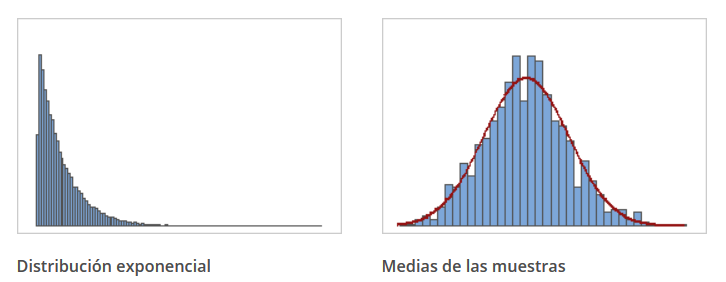 Distribución exponencial
Medias de las muestras